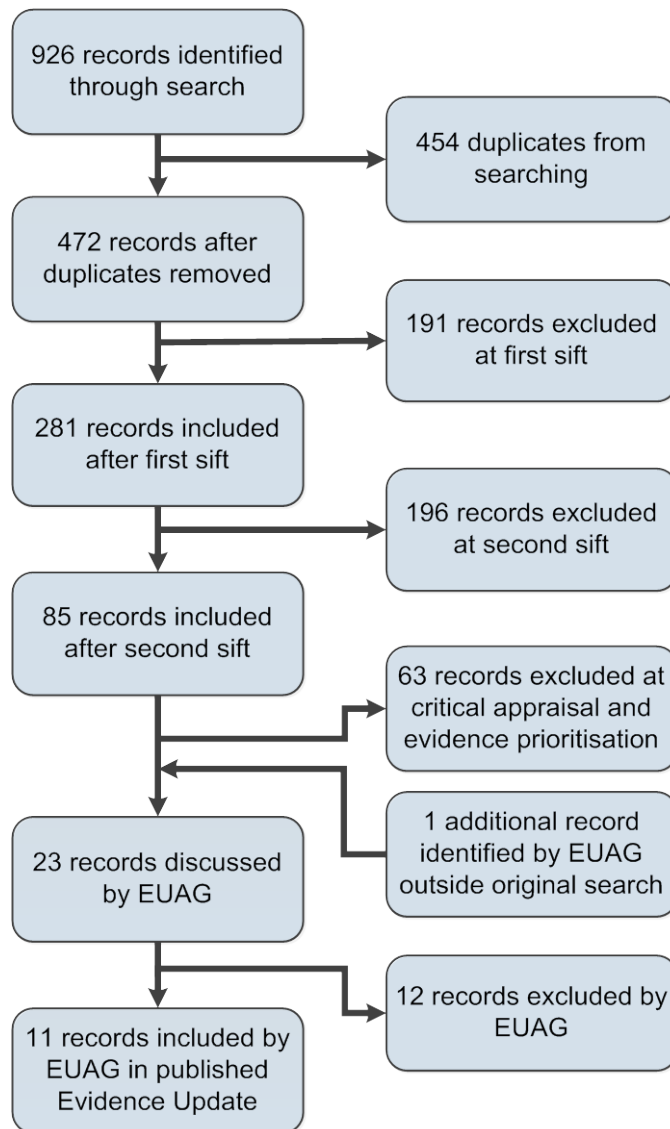 926 records identified
through search
454 duplicates from
searching
472 records after
duplicates removed
191 records excluded
at first sift
281 records included
after first sift
196 records excluded
at second sift
85 records included
after second sift
63 records excluded at
critical appraisal and
evidence prioritisation
1 additional record
identified by EUAG
outside original search
23 records discussed
by EUAG
12 records excluded by
EUAG
11 records included by
EUAG in published
Evidence Update